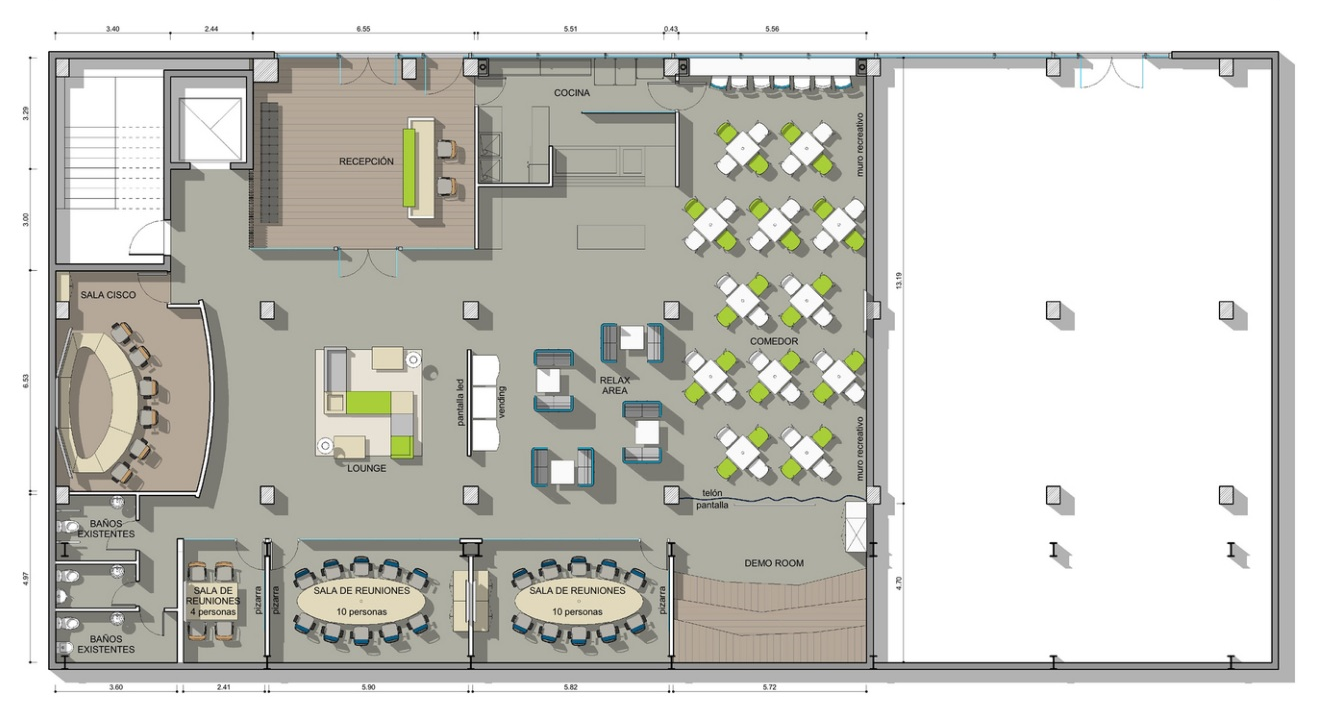 3.40
2.44
6.55
5.51
0.43
5.56
3.29
3.00
6.53
4.97
13.19
4.70
COCINA
RECEPCIÓN
muro recreativo
SALA CISCO
COMEDOR
RELAX
AREA
pantalla led
vending
LOUNGE
muro recreativo
telón
pantalla
BAÑOS
EXISTENTES
DEMO ROOM
SALA DE
REUNIONES
4 personas
pizarra
pizarra
SALA DE REUNIONES
10 personas
SALA DE REUNIONES
10 personas
pizarra
BAÑOS
EXISTENTES
3.60
2.41
5.90
5.82
5.72